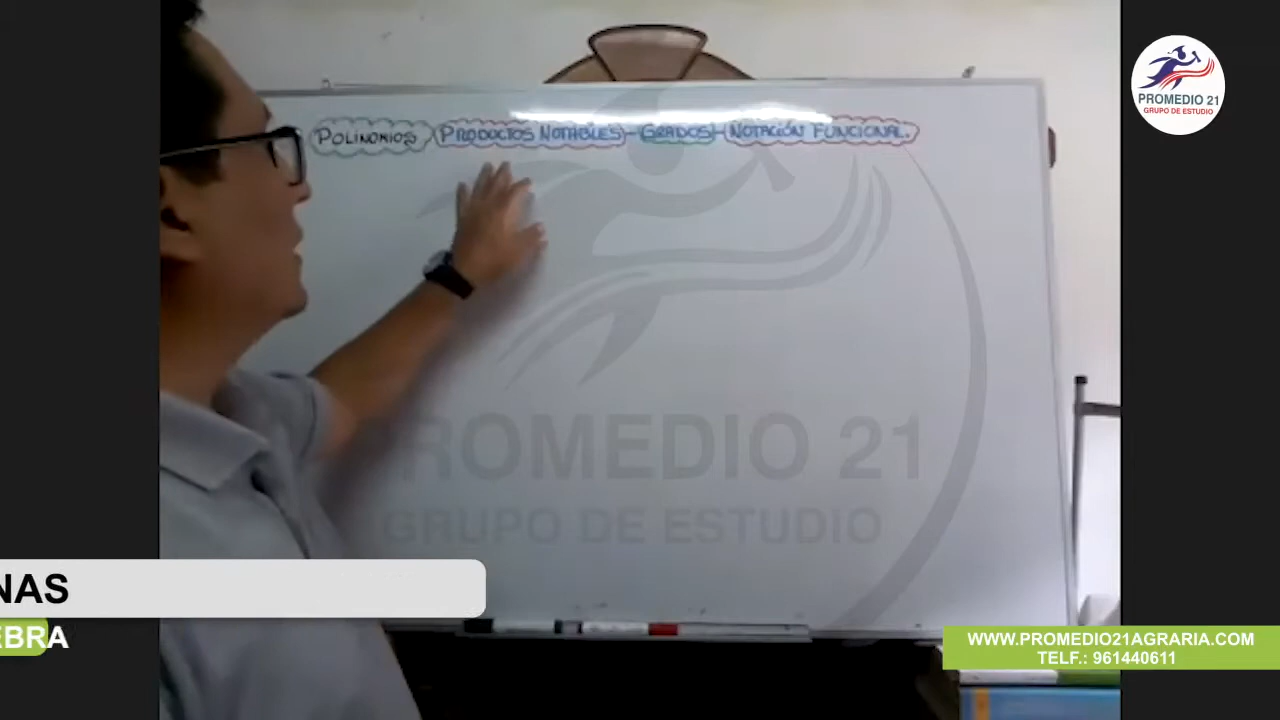 PROMEDIO 21
GRUPO DE ESTUDIO
POLINOMIOS PRODUCTOS NOTABLES - GRADOS - NOTACIÓN FUNCIONAL.
ROMEDIO 21
GRUPO DE ESTUDIO
NAS
EBRA
WWW.PROMEDIO21AGRARIA.COM
TELF.: 961440611